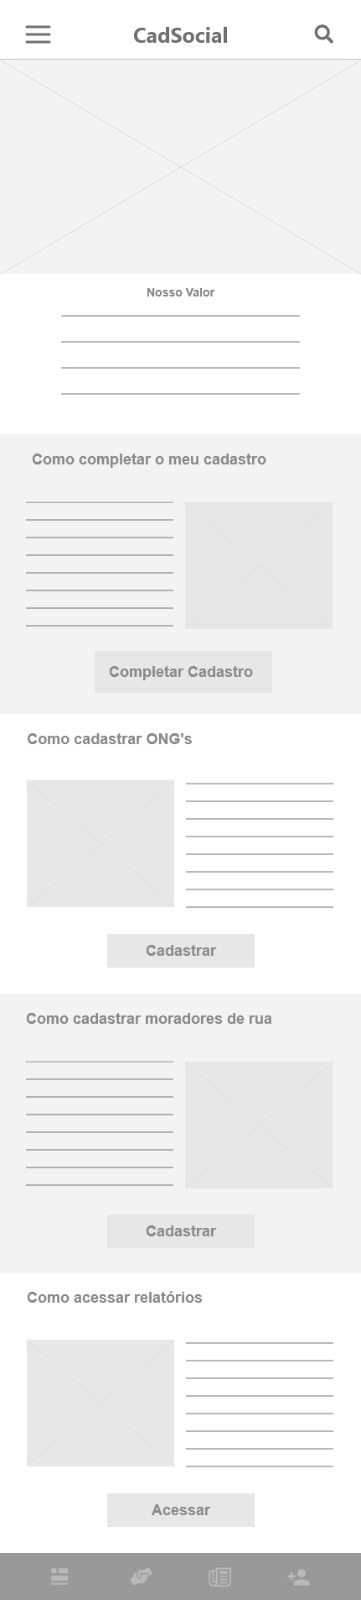 CadSocial
Nosso Valor
Como completar o meu cadastro
Completar Cadastro
Como cadastrar ONG's
Cadastrar
Como cadastrar moradores de rua
Cadastrar
Como acessar relatórios
Acessar